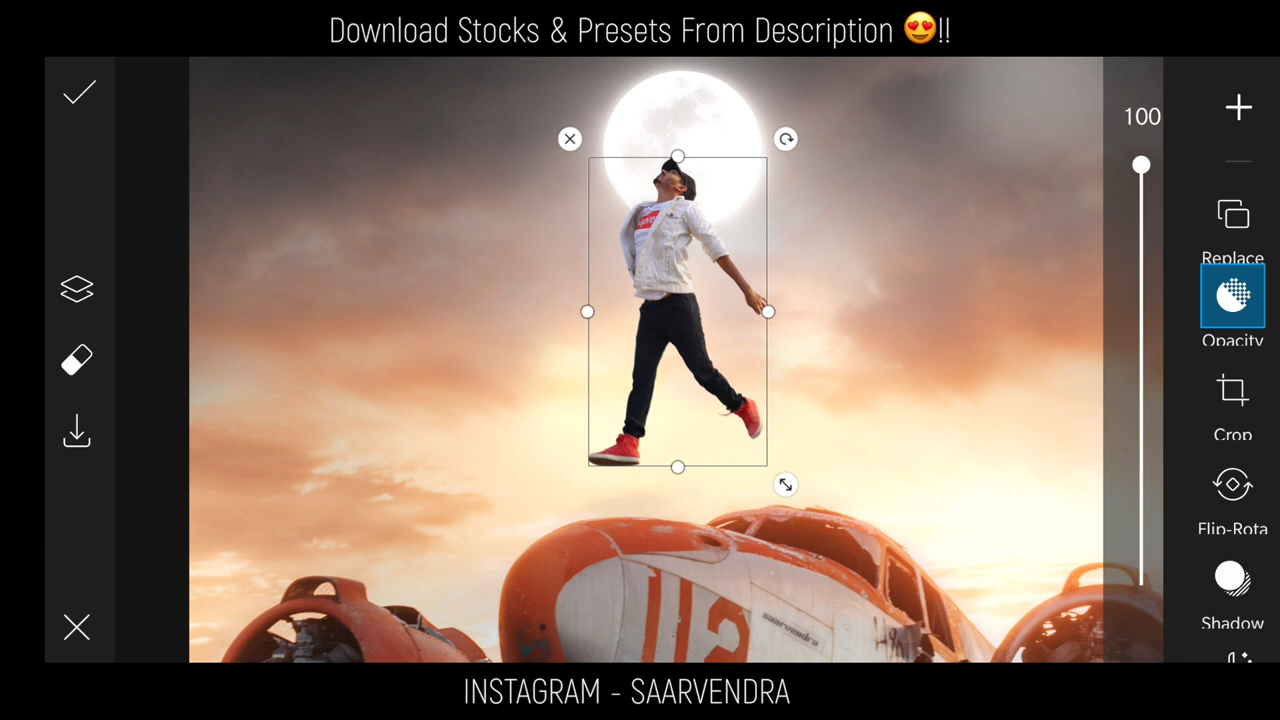 Download Stocks & Presets From Description 😍!!
100
Replace
Opacity
Crop
Flip-Rota
Shadow
112
saarvendra
INSTAGRAM - SAARVENDRA